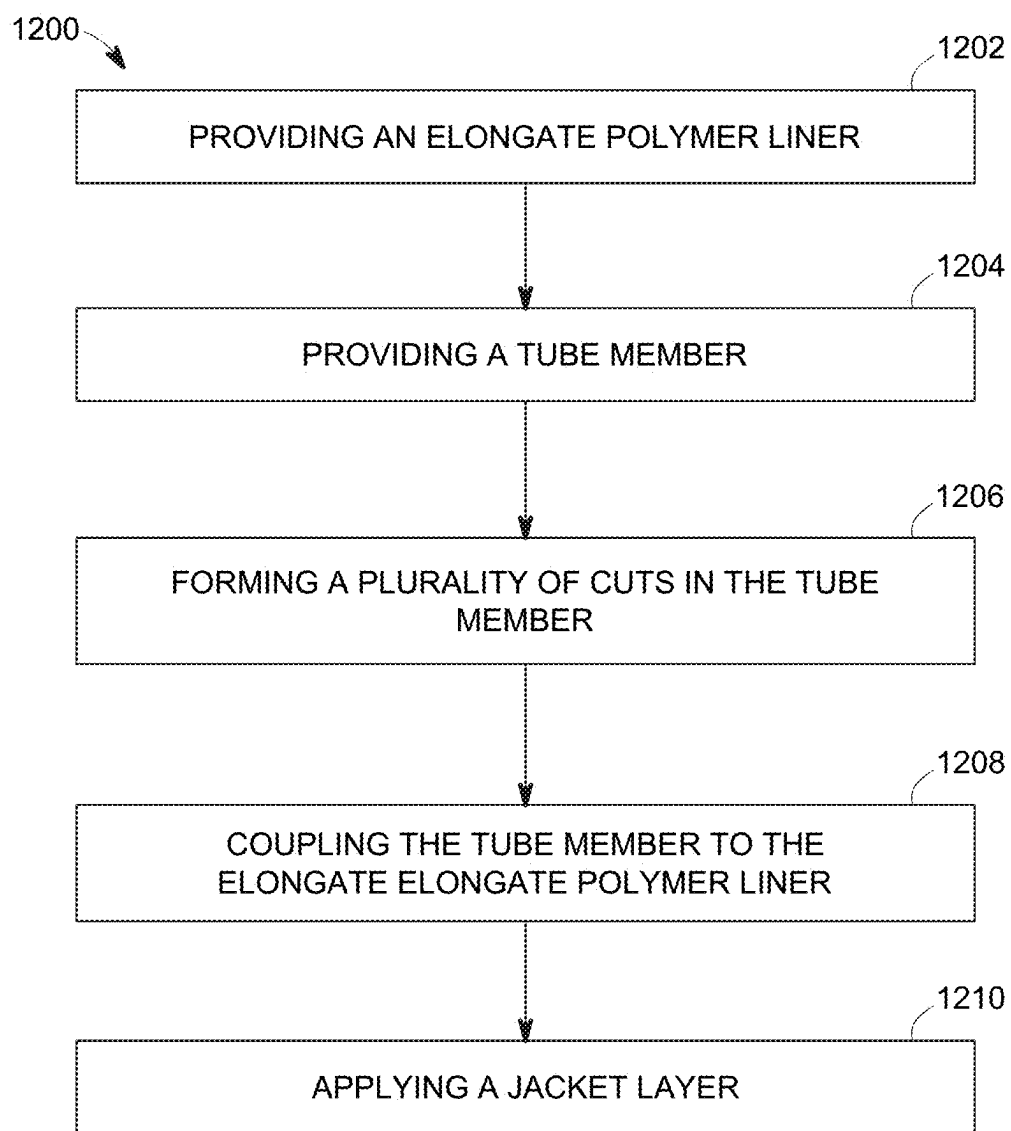 1200
1202
PROVIDING AN ELONGATE POLYMER LINER
1204
PROVIDING A TUBE MEMBER
1206
FORMING A PLURALITY OF CUTS IN THE TUBE
MEMBER
1208
COUPLING THE TUBE MEMBER TO THE
ELONGATE ELONGATE POLYMER LINER
1210
APPLYING A JACKET LAYER